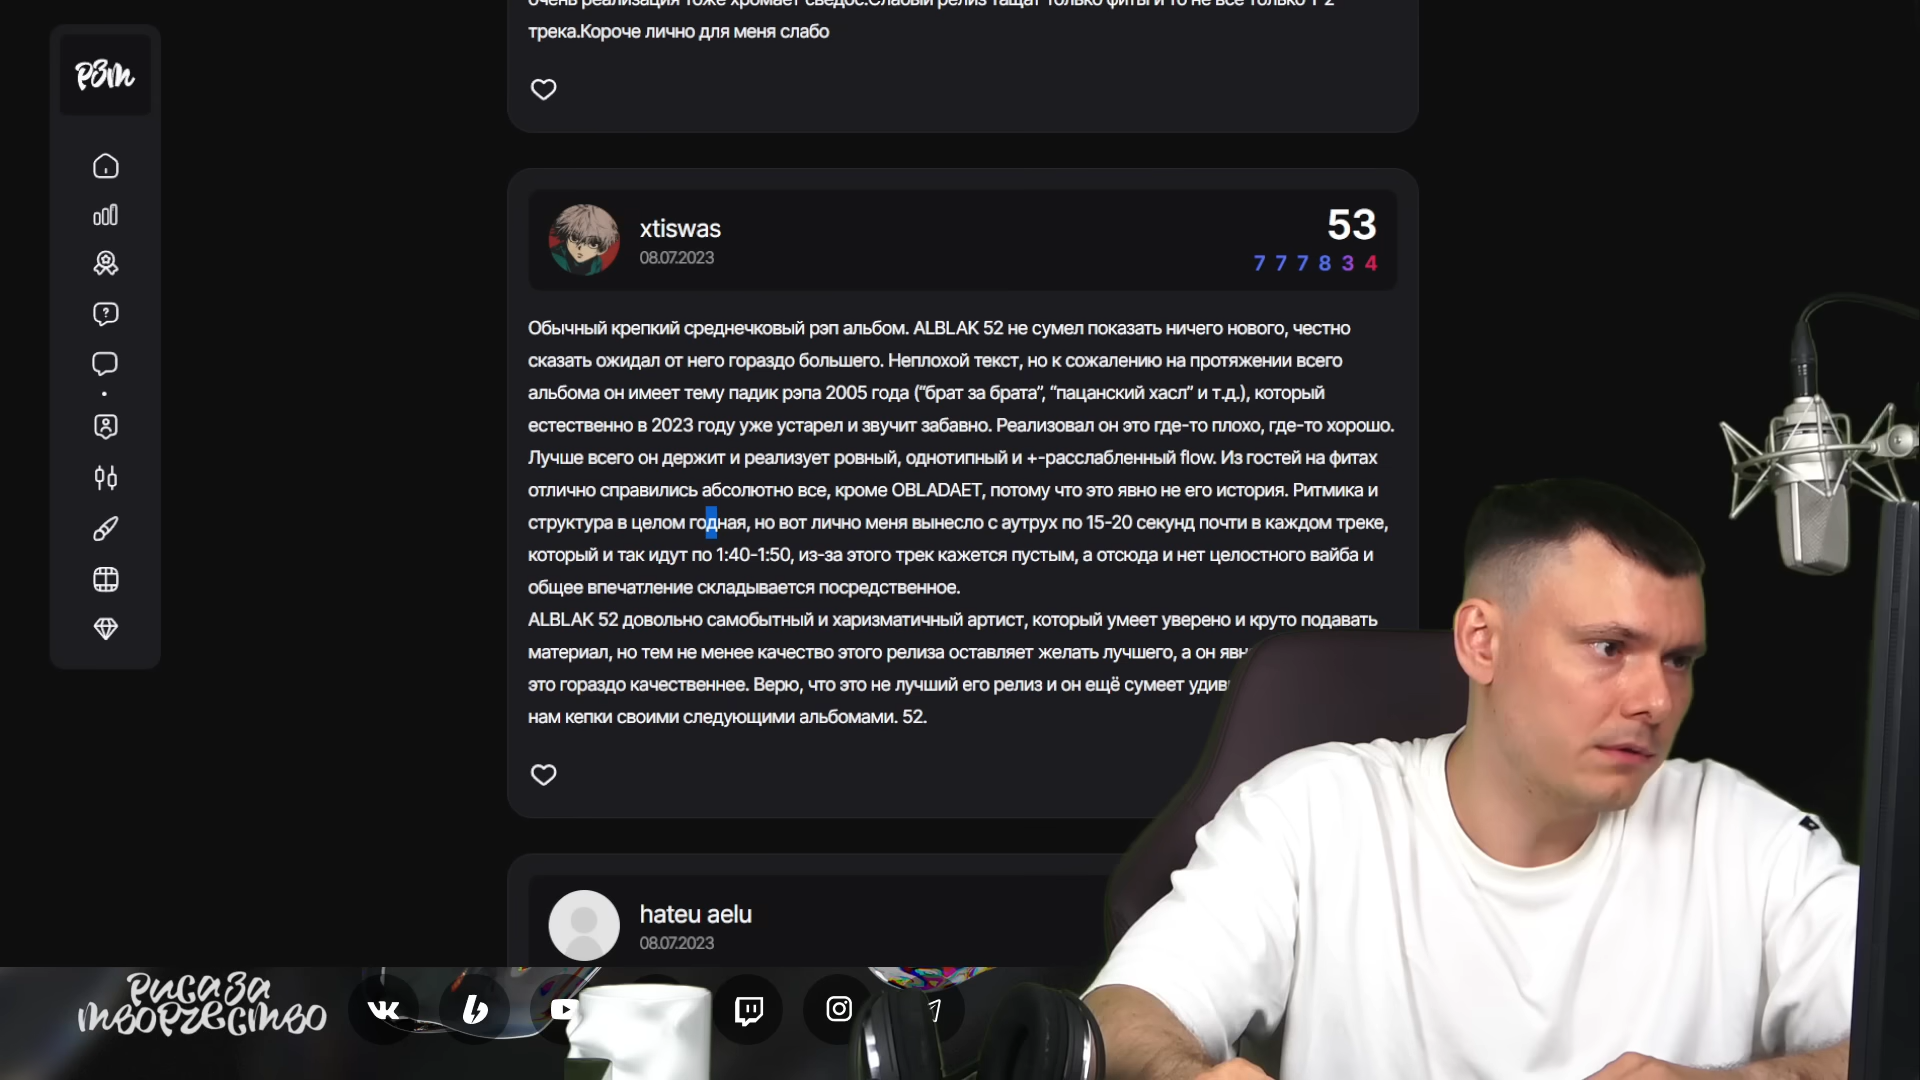 трека.Короче лично для меня слабо
РЗТ
xtiswas
53
08.07.2023
7 7 7 8 3 4
Обычный крепкий среднечковый рэп альбом. ALBLAK 52 не сумел показать ничего нового, честно
сказать ожидал от него гораздо большего. Неплохой текст, но к сожалению на протяжении всего
альбома он имеет тему падик рэпа 2005 года (“брат за брата”, “пацанский хасл” и т.д.), который
естественно в 2023 году уже устарел и звучит забавно. Реализовал он это где-то плохо, где-то хорошо.
Лучше всего он держит и реализует ровный, однотипный и +-расслабленный flow. Из гостей на фитах
отлично справились абсолютно все, кроме OBLADAET, потому что это явно не его история. Ритмика и
структура в целом годная, но вот лично меня вынесло с аутрух по 15-20 секунд почти в каждом треке,
который и так идут по 1:40-1:50, из-за этого трек кажется пустым, а отсюда и нет целостного вайба и
общее впечатление складывается посредственное.
ALBLAK 52 довольно самобытный и харизматичный артист, который умеет уверено и круто подавать
материал, но тем не менее качество этого релиза оставляет желать лучшего, а он
это гораздо качественнее. Верю, что это не лучший его релиз и он ещё сумеет
нам кепки своими следующими альбомами. 52.
hateu aelu
08.07.2023
риса за
творчество